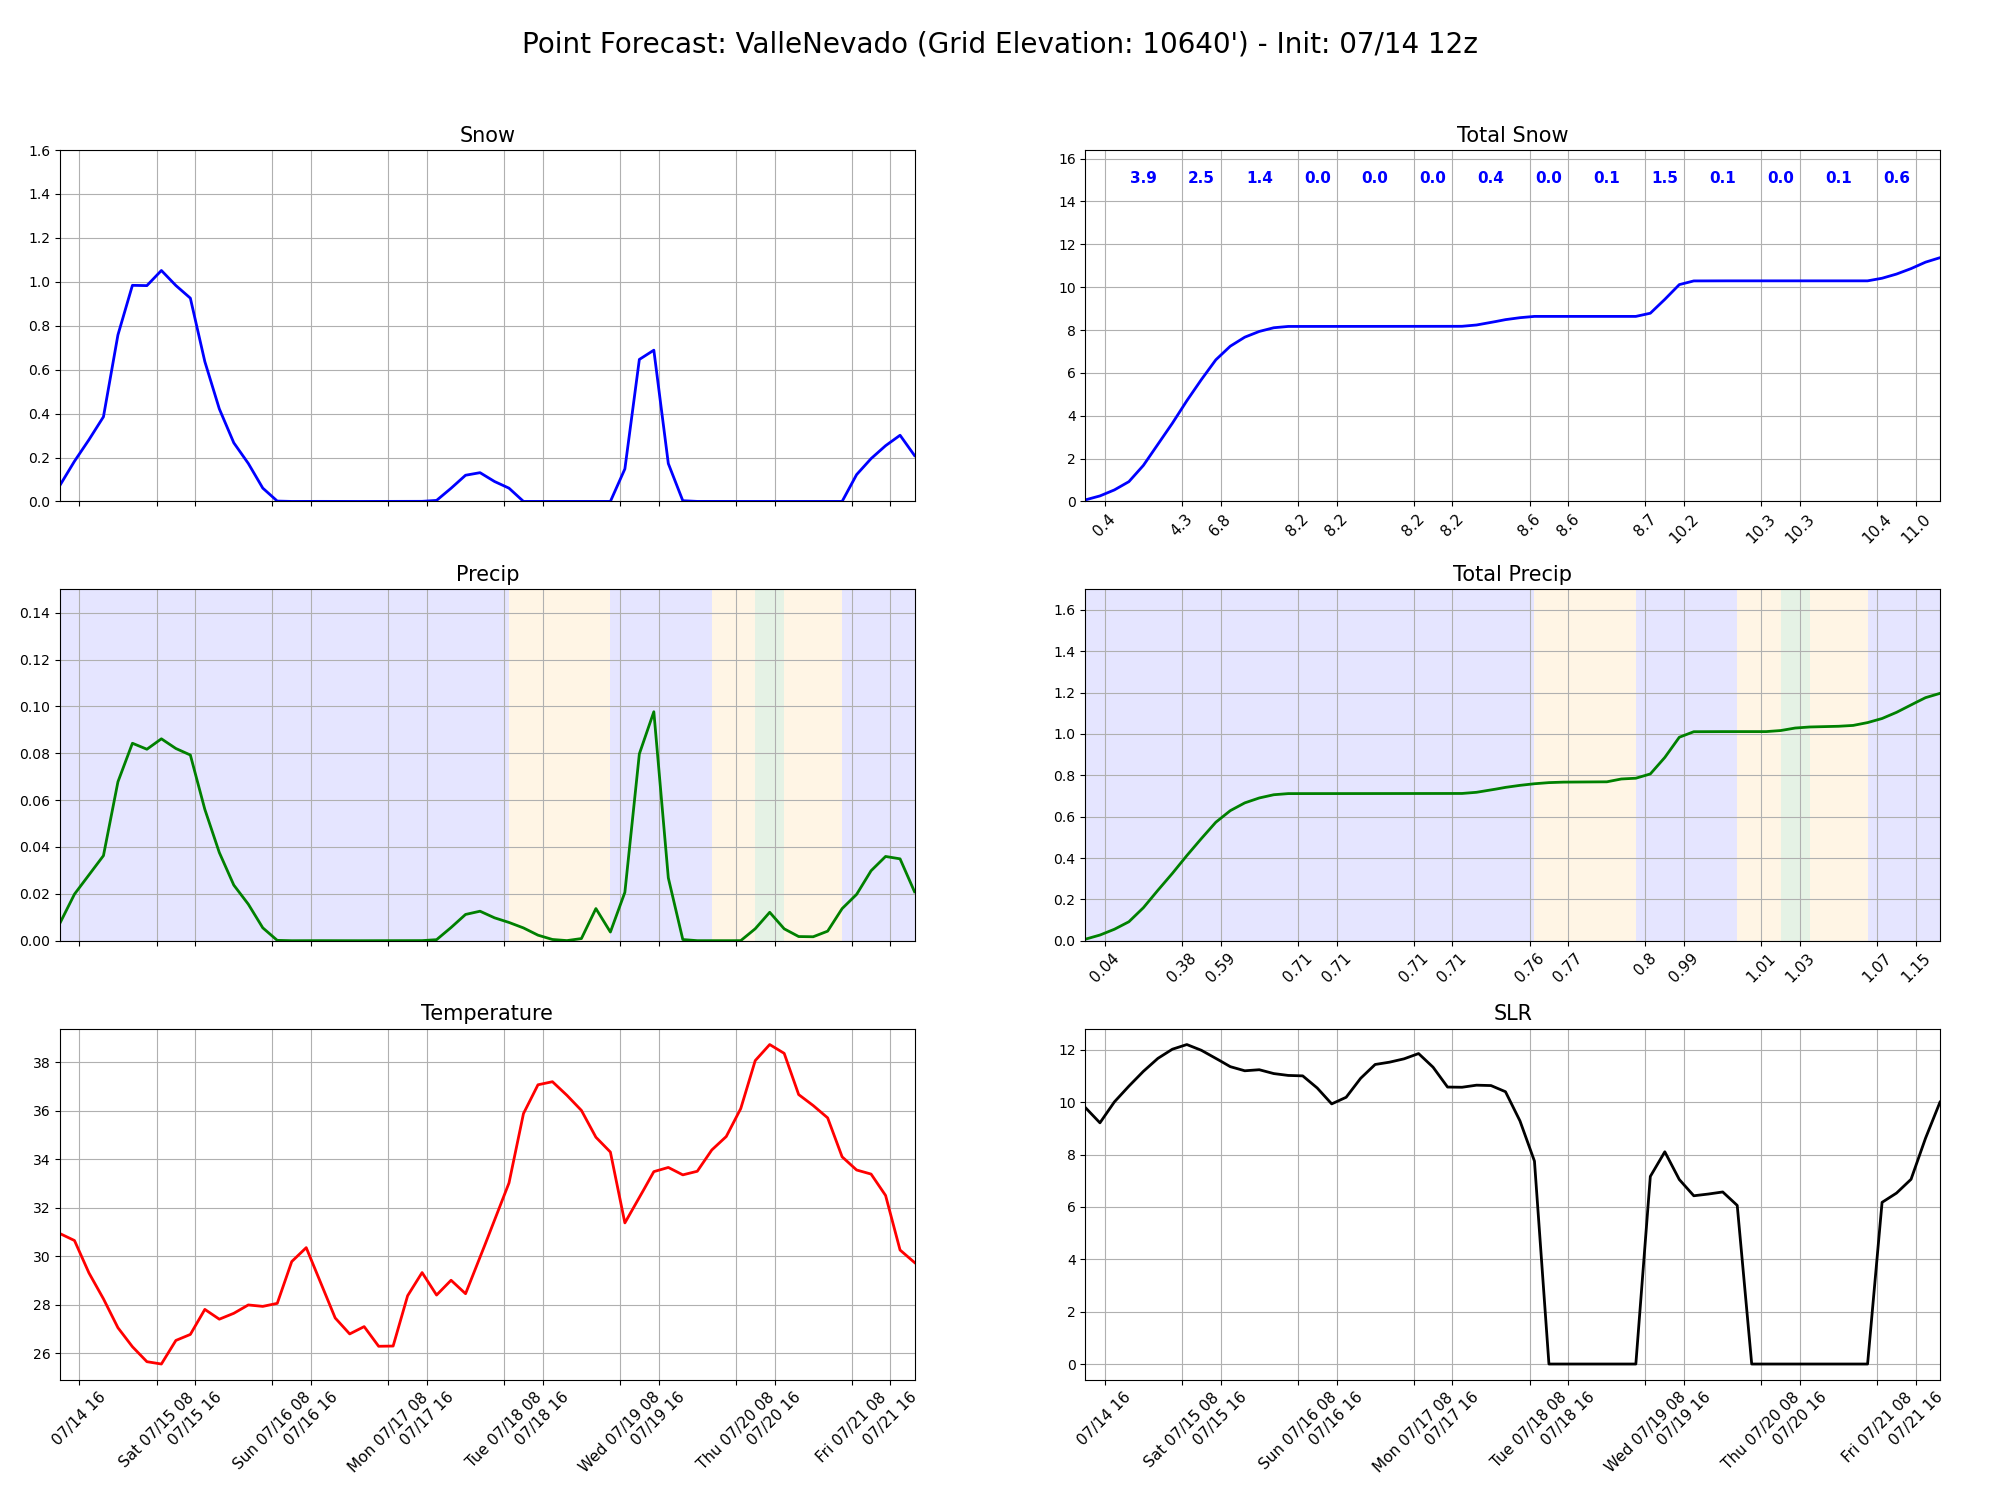 Point Forecast: ValleNevado (Grid Elevation: 10640') - Init: 07/14 12z
Snow
1.6
1.4
1.2
1.0
0.8
0.6
0.4
0.2
0.0
Total Snow
16
14
12
10
8
6
4
2
0
3.9 2.5 1.4 0.0 0.0 0.0 0.4 0.0 0.1 1.5 0.1 0.0 0.1 0.6
0.4 4.3 6.8 8.2 8.2 8.2 8.2 8.6 8.6 8.7 10.2 10.3 10.3 10.4 11.0
Precip
0.14
0.12
0.10
0.08
0.06
0.04
0.02
0.00
Total Precip
1.6
1.4
1.2
1.0
0.8
0.6
0.4
0.2
0.0
0.04 0.38 0.59 0.71 0.71 0.71 0.71 0.76 0.77 0.8 0.99 1.01 1.03 1.07 1.15
Temperature
38
36
34
32
30
28
26
07/14 16
Sat 07/15 08
07/15 16
Sun 07/16 08
07/16 16
Mon 07/17 08
07/17 16
Tue 07/18 08
07/18 16
Wed 07/19 08
07/19 16
Thu 07/20 08
07/20 16
Fri 07/21 08
07/21 16
SLR
12
10
8
6
4
2
0
07/14 16
Sat 07/15 08
07/15 16
Sun 07/16 08
07/16 16
Mon 07/17 08
07/17 16
Tue 07/18 08
07/18 16
Wed 07/19 08
07/19 16
Thu 07/20 08
07/20 16
Fri 07/21 08
07/21 16